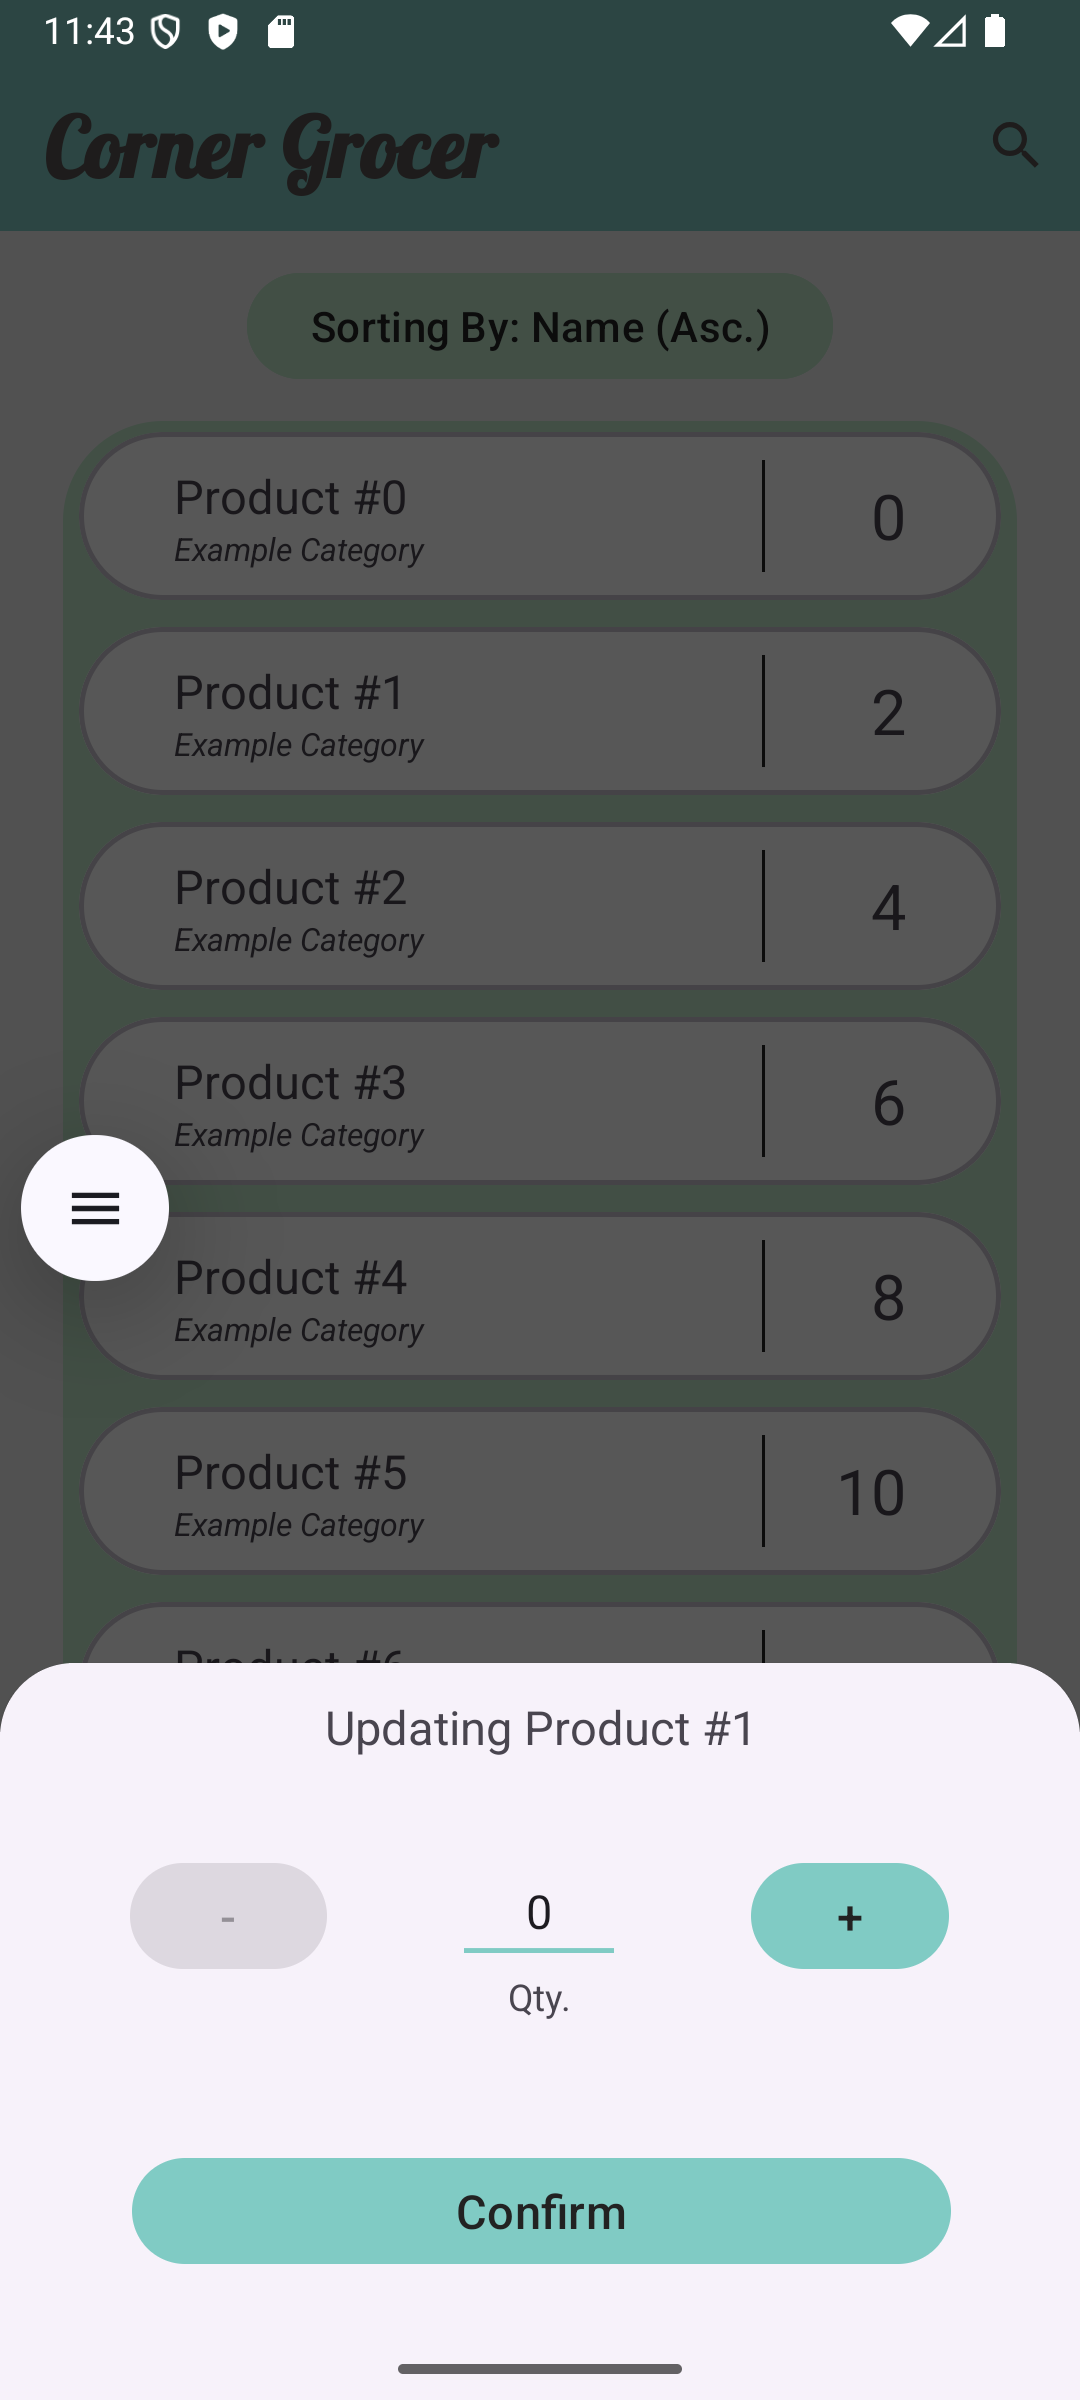 11:43
Corner Grocer
Sorting By: Name (Asc.)
Product #0
Example Category
0
Product #1
Example Category
2
Product #2
Example Category
4
Product #3
Example Category
6
Product #4
Example Category
8
Product #5
Example Category
10
Product #6
Updating Product #1
-
0
+
Qty.
Confirm